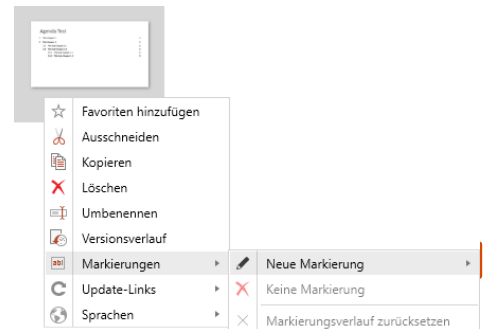 Agenda Test
Favoriten hinzufügen
Ausschneiden
Kopieren
Löschen
Umbenennen
Versionsverlauf
abl Markierungen
Neue Markierung
Update-Links
Keine Markierung
Sprachen
Markierungsverlauf zurücksetzen